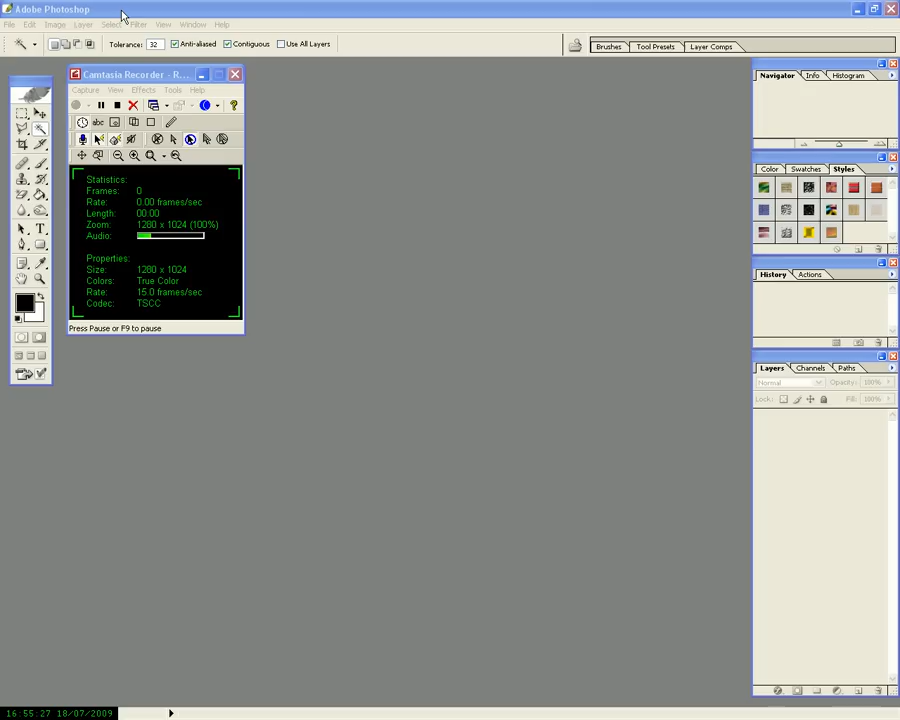 Adobe Photoshop
File Edit Image Layer Select Filter View Window Help
Tolerance: 32 Anti-aliased Contiguous Use All Layers Brushes Tool Presets Layer Comps
Camtasia Recorder - R...
Capture View Effects Tools Help
abc
Statistics:
Frames: 0
Rate: 0.00 frames/sec
Length: 00:00
Zoom: 1280 x 1024 (100%)
Audio:
Properties:
Size: 1280 x 1024
Colors: True Color
Rate: 15.0 frames/sec
Codec: TSCC
Press Pause or F9 to pause
T
Navigator Info Histogram
Color Swatches Styles
History Actions
Layers Channels Paths
Normal Opacity: 100%
Lock: Fill: 100%
16:55:27 18/07/2009